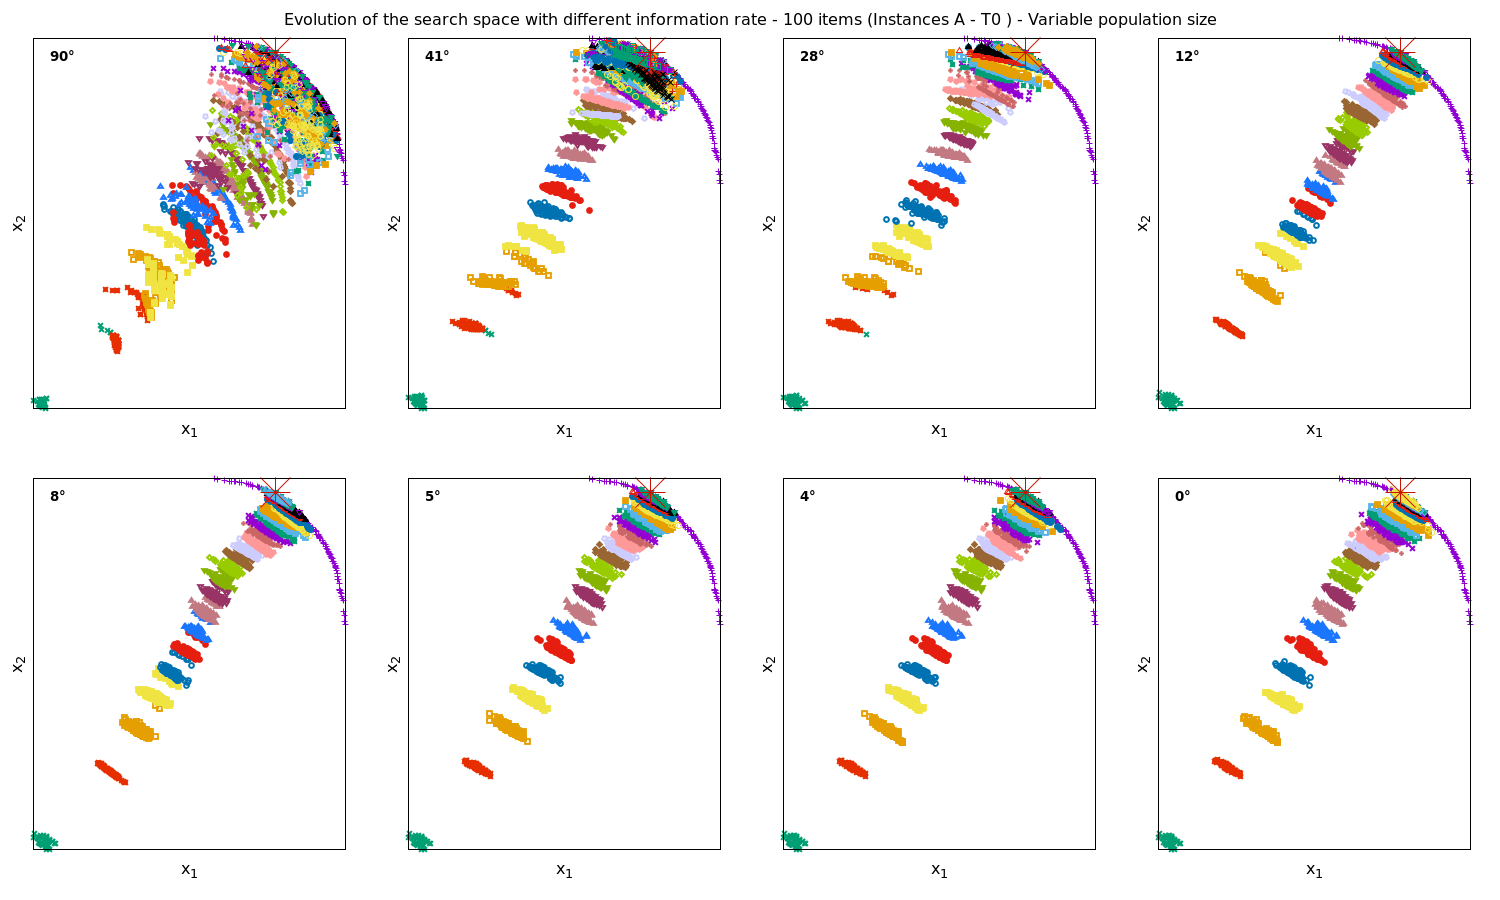 Evolution of the search space with different information rate - 100 items (Instances A - T0 ) - Variable population size
90°
41°
28°
12°
x₂
x₂
x₂
x₂
x₁
x₁
x₁
x₁
8°
5°
4°
0°
x₂
x₂
x₂
x₂
x₁
x₁
x₁
x₁